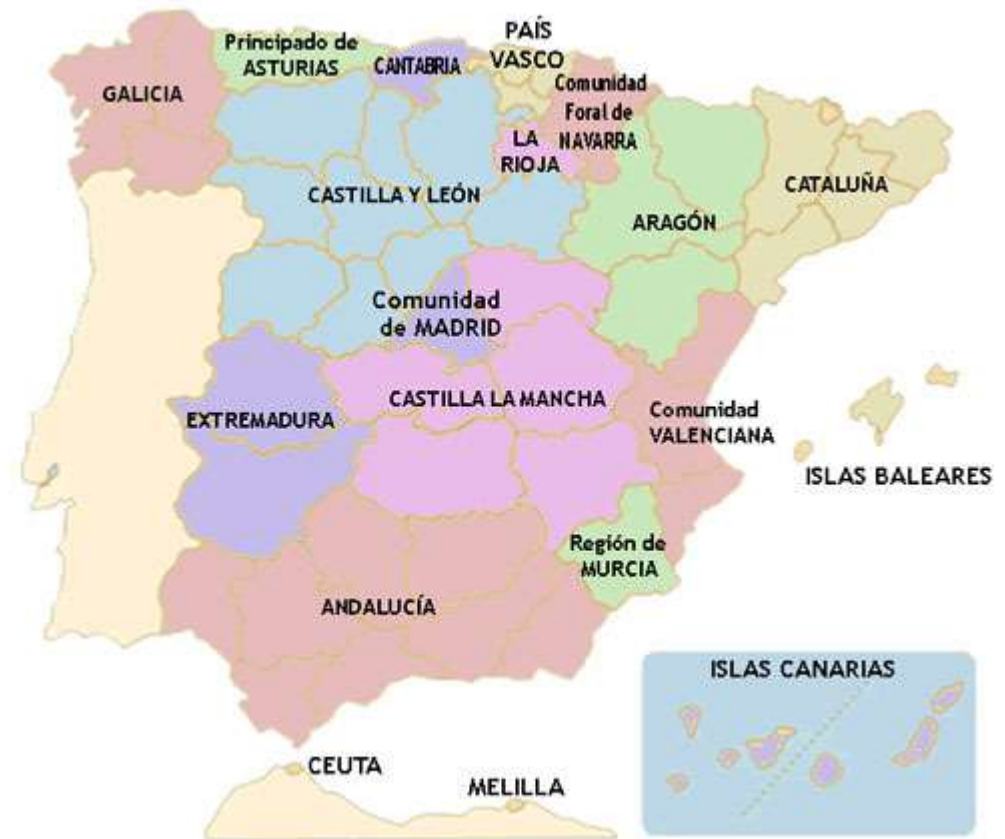 PAÍS
VASCO
Principado de
ASTURIAS
CANTABRIA
GALICIA
Comunidad
Foral de
NAVARRA
LA
RIOJA
CASTILLA Y LEÓN
CATALUÑA
ARAGÓN
Comunidad
de MADRID
CASTILLA LA MANCHA
EXTREMADURA
Comunidad
VALENCIANA
ISLAS BALEARES
Región de
MURCIA
ANDALUCÍA
ISLAS CANARIAS
CEUTA
MELILLA